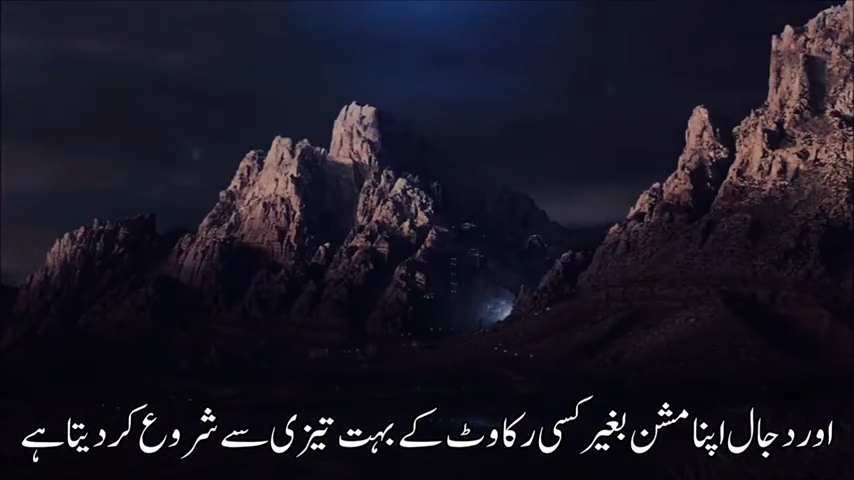 اور دجال اپنا مشن بغیر کسی رکاوٹ کے بہت تیزی سے شروع کر دیتا ہے